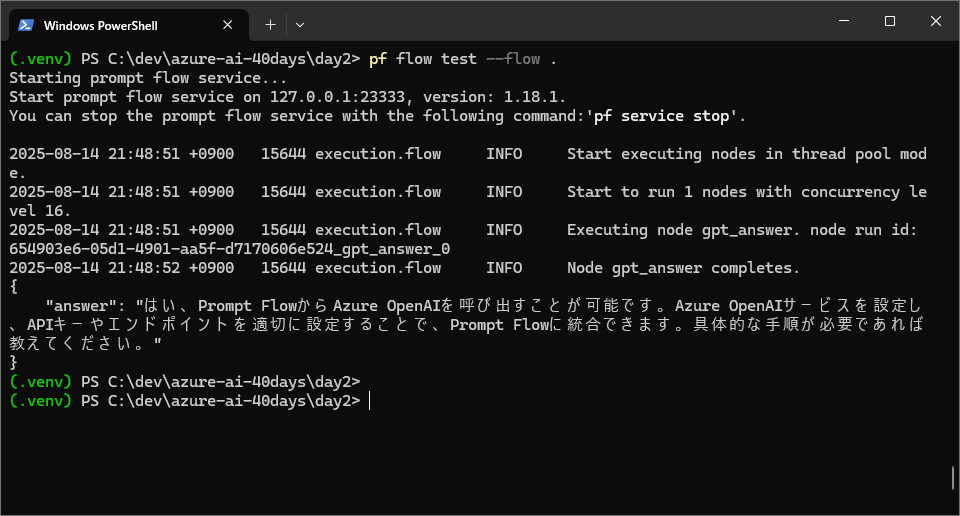 Windows PowerShell
(.venv) PS C:\dev\azure-ai-40days\day2> pf flow test --flow .
Starting prompt flow service...
Start prompt flow service on 127.0.0.1:23333, version: 1.18.1.
You can stop the prompt flow service with the following command:'pf service stop'.
2025-08-14 21:48:51 +0900   15644 execution.flow     INFO     Start executing nodes in thread pool mod
e.
2025-08-14 21:48:51 +0900   15644 execution.flow     INFO     Start to run 1 nodes with concurrency le
vel 16.
2025-08-14 21:48:51 +0900   15644 execution.flow     INFO     Executing node gpt_answer. node run id:
654903e6-05d1-4901-aa5f-d7170606e524_gpt_answer_0
2025-08-14 21:48:52 +0900   15644 execution.flow     INFO     Node gpt_answer completes.
{
    "answer": "はい、Prompt FlowからAzure OpenAIを呼び出すことが可能です。Azure OpenAIサービスを設定し
、APIキーやエンドポイントを適切に設定することで、Prompt Flowに統合できます。具体的な手順が必要であれば
教えてください。"
}
(.venv) PS C:\dev\azure-ai-40days\day2>
(.venv) PS C:\dev\azure-ai-40days\day2>